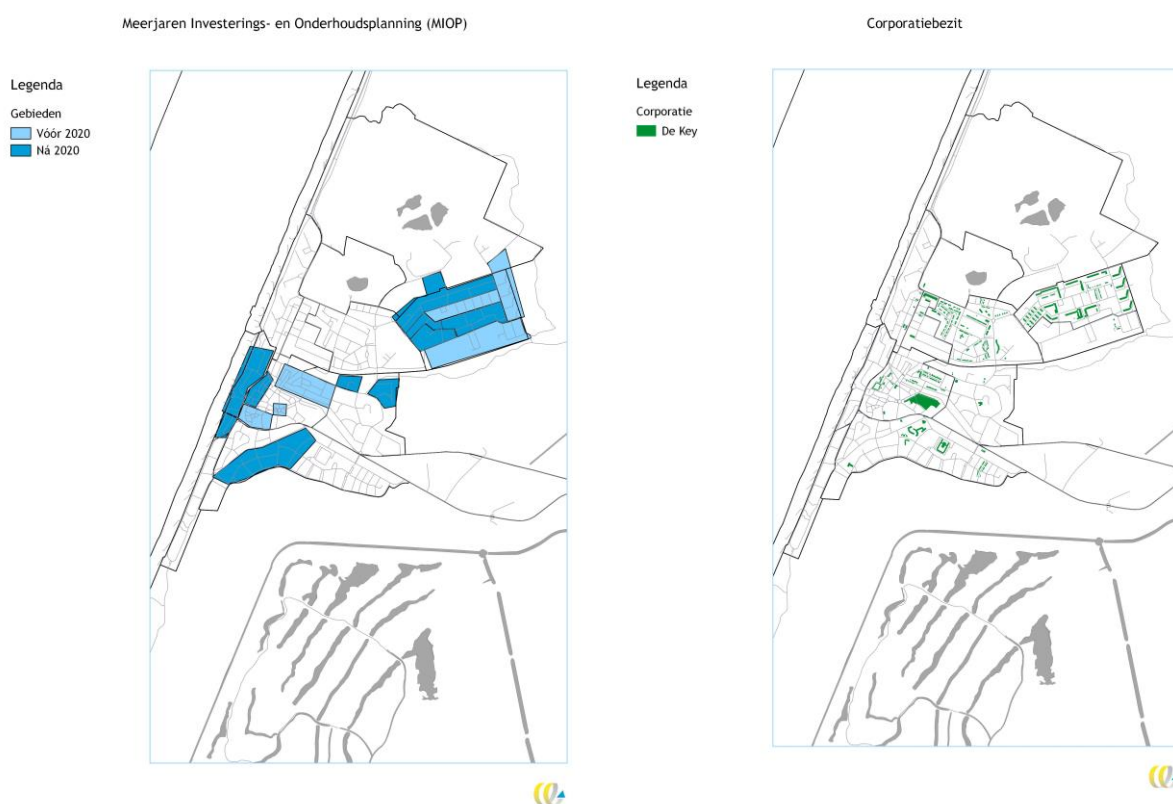 Meerjaren Investerings- en Onderhoudsplanning (MIOP)
Legenda
Gebieden
Vóór 2020
Ná 2020
Corporatiebezit
Legenda
Corporatie
De Key